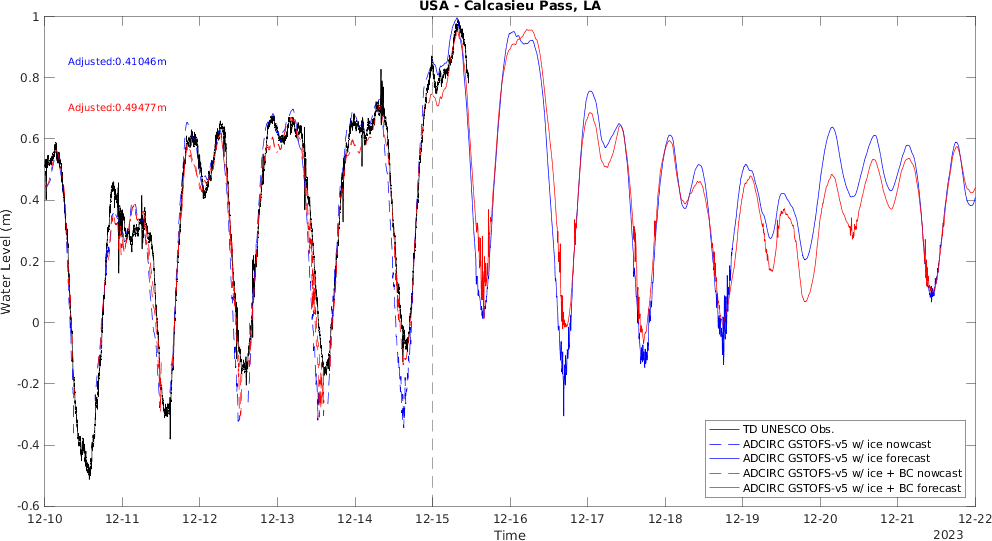 USA - Calcasieu Pass, LA
1
0.8
0.6
0.4
0.2
0
-0.2
-0.4
-0.6
Water Level (m)
Adjusted:0.41046m
Adjusted:0.49477m
TD UNESCO Obs.
ADCIRC GSTOFS-v5 w/ ice nowcast
ADCIRC GSTOFS-v5 w/ ice forecast
ADCIRC GSTOFS-v5 w/ ice + BC nowcast
ADCIRC GSTOFS-v5 w/ ice + BC forecast
12-10 12-11 12-12 12-13 12-14 12-15 12-16 12-17 12-18 12-19 12-20 12-21 12-22
Time
2023